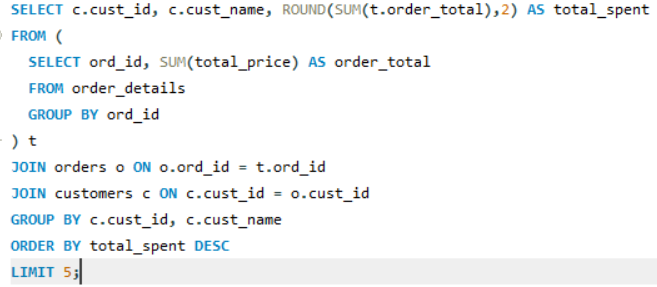 SELECT c.cust_id, c.cust_name, ROUND(SUM(t.order_total),2) AS total_spent
FROM (
SELECT ord_id, SUM(total_price) AS order_total
FROM order_details
GROUP BY ord_id
) t
JOIN orders o ON o.ord_id = t.ord_id
JOIN customers c ON c.cust_id = o.cust_id
GROUP BY c.cust_id, c.cust_name
ORDER BY total_spent DESC
LIMIT 5;